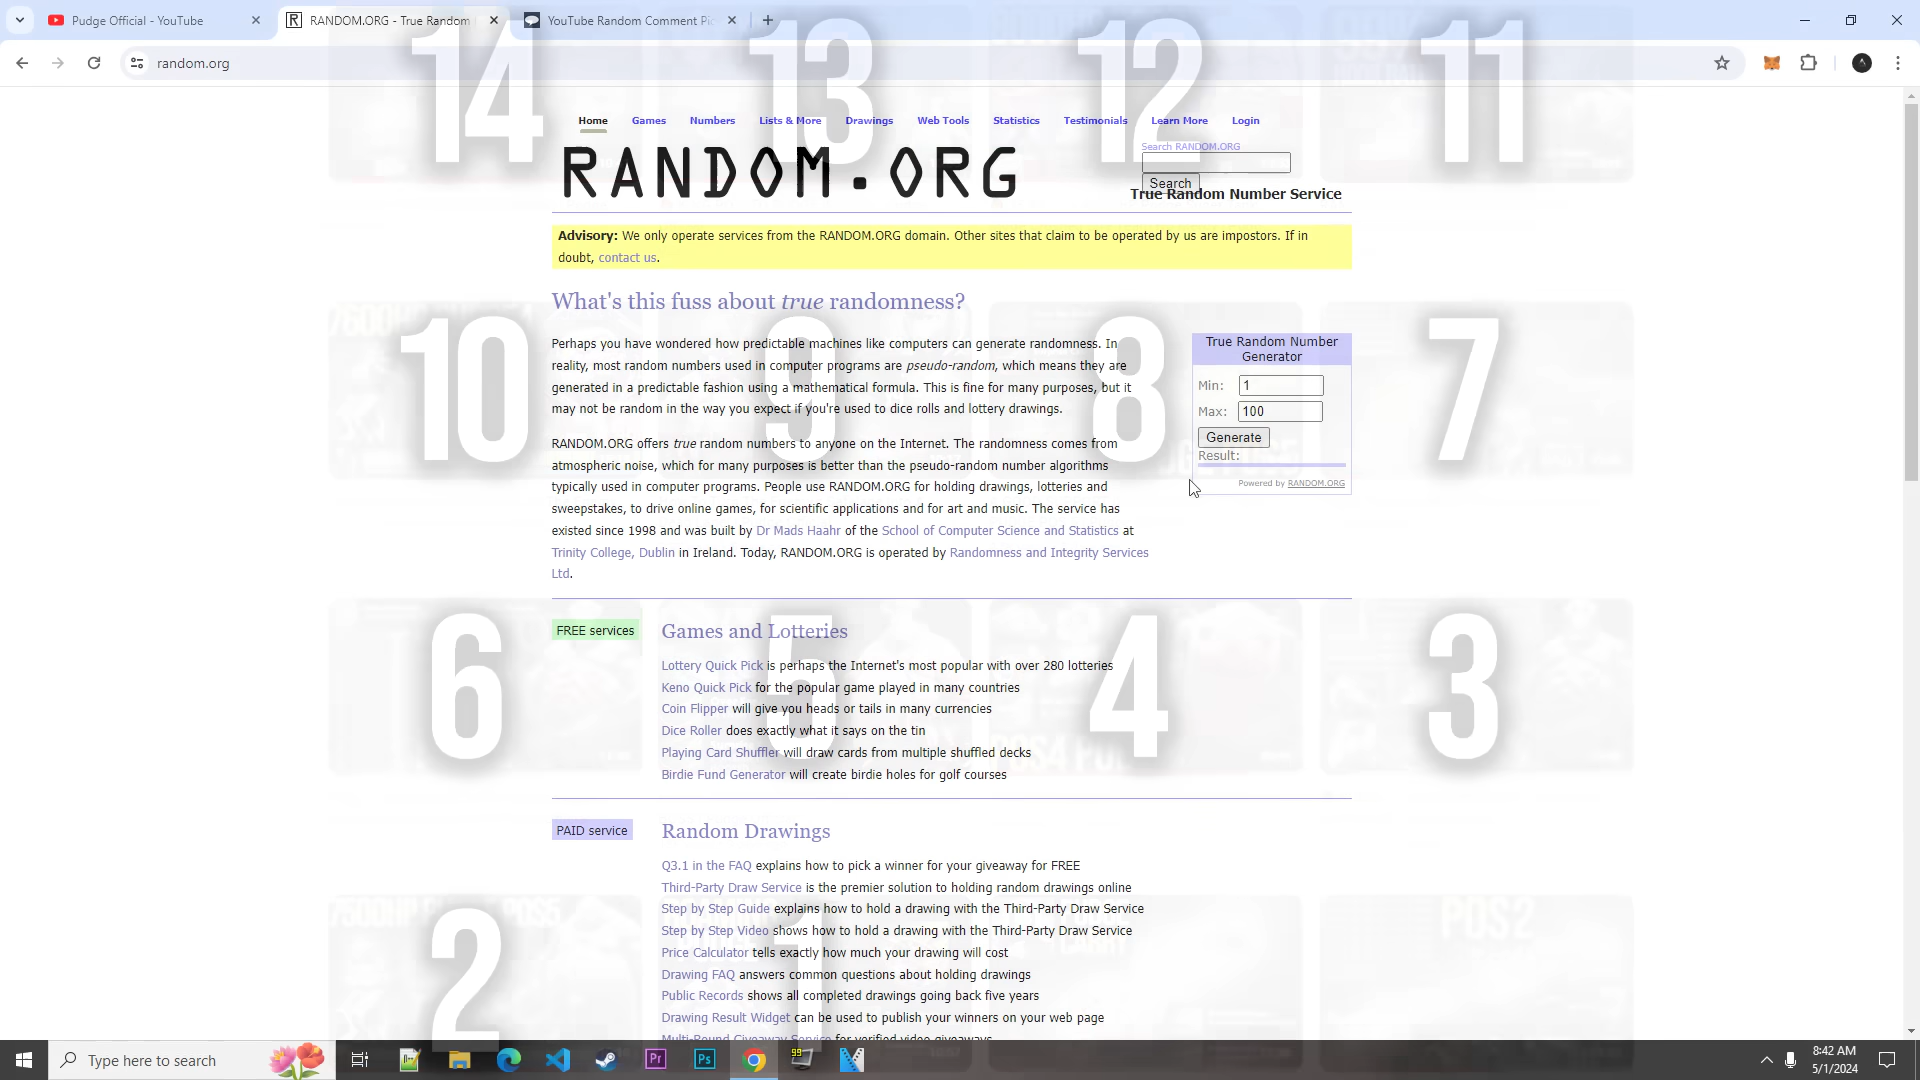 Pudge Official - YouTube
RANDOM.ORG - True Random
YouTube Random Comment Pic
random.org
14
13
12
11
Home Games Numbers Lists & More Drawings Web Tools Statistics Testimonials Learn More Login
RANDOM.ORG
Search RANDOM.ORG
Search
True Random Number Service
Advisory: We only operate services from the RANDOM.ORG domain. Other sites that claim to be operated by us are impostors. If in
doubt, contact us.
What's this fuss about true randomness?
10
9
8
7
Perhaps you have wondered how predictable machines like computers can generate randomness. In
reality, most random numbers used in computer programs are pseudo-random, which means they are
generated in a predictable fashion using a mathematical formula. This is fine for many purposes, but it
may not be random in the way you expect if you're used to dice rolls and lottery drawings.
True Random Number
Generator
Min: 1
Max: 100
Generate
Result:
Powered by RANDOM.ORG
RANDOM.ORG offers true random numbers to anyone on the Internet. The randomness comes from
atmospheric noise, which for many purposes is better than the pseudo-random number algorithms
typically used in computer programs. People use RANDOM.ORG for holding drawings, lotteries and
sweepstakes, to drive online games, for scientific applications and for art and music. The service has
existed since 1998 and was built by Dr Mads Haahr of the School of Computer Science and Statistics at
Trinity College, Dublin in Ireland. Today, RANDOM.ORG is operated by Randomness and Integrity Services
Ltd.
6
5
4
3
FREE services
Games and Lotteries
Lottery Quick Pick is perhaps the Internet's most popular with over 280 lotteries
Keno Quick Pick for the popular game played in many countries
Coin Flipper will give you heads or tails in many currencies
Dice Roller does exactly what it says on the tin
Playing Card Shuffler will draw cards from multiple shuffled decks
Birdie Fund Generator will create birdie holes for golf courses
PAID service
Random Drawings
Q3.1 in the FAQ explains how to pick a winner for your giveaway for FREE
Third-Party Draw Service is the premier solution to holding random drawings online
Step by Step Guide explains how to hold a drawing with the Third-Party Draw Service
Step by Step Video shows how to hold a drawing with the Third-Party Draw Service
Price Calculator tells exactly how much your drawing will cost
Drawing FAQ answers common questions about holding drawings
Public Records shows all completed drawings going back five years
Drawing Result Widget can be used to publish your winners on your web page
Multi-Round Giveaway Service for verified video giveaways
2
1
POS2
Type here to search
Pr
Ps
99
8:42 AM
5/1/2024